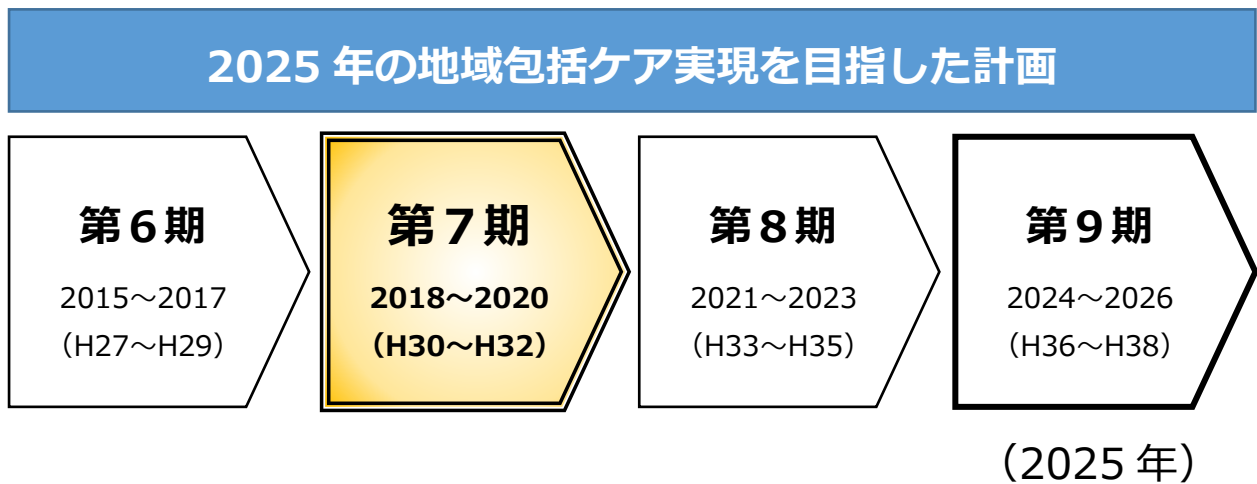 2025 年の地域包括ケア実現を目指した計画
第６期
2015～2017
（H27～H29）
第７期
2018～2020
（H30～H32）
第８期
2021～2023
（H33～H35）
第９期
2024～2026
（H36～H38）
（2025 年）